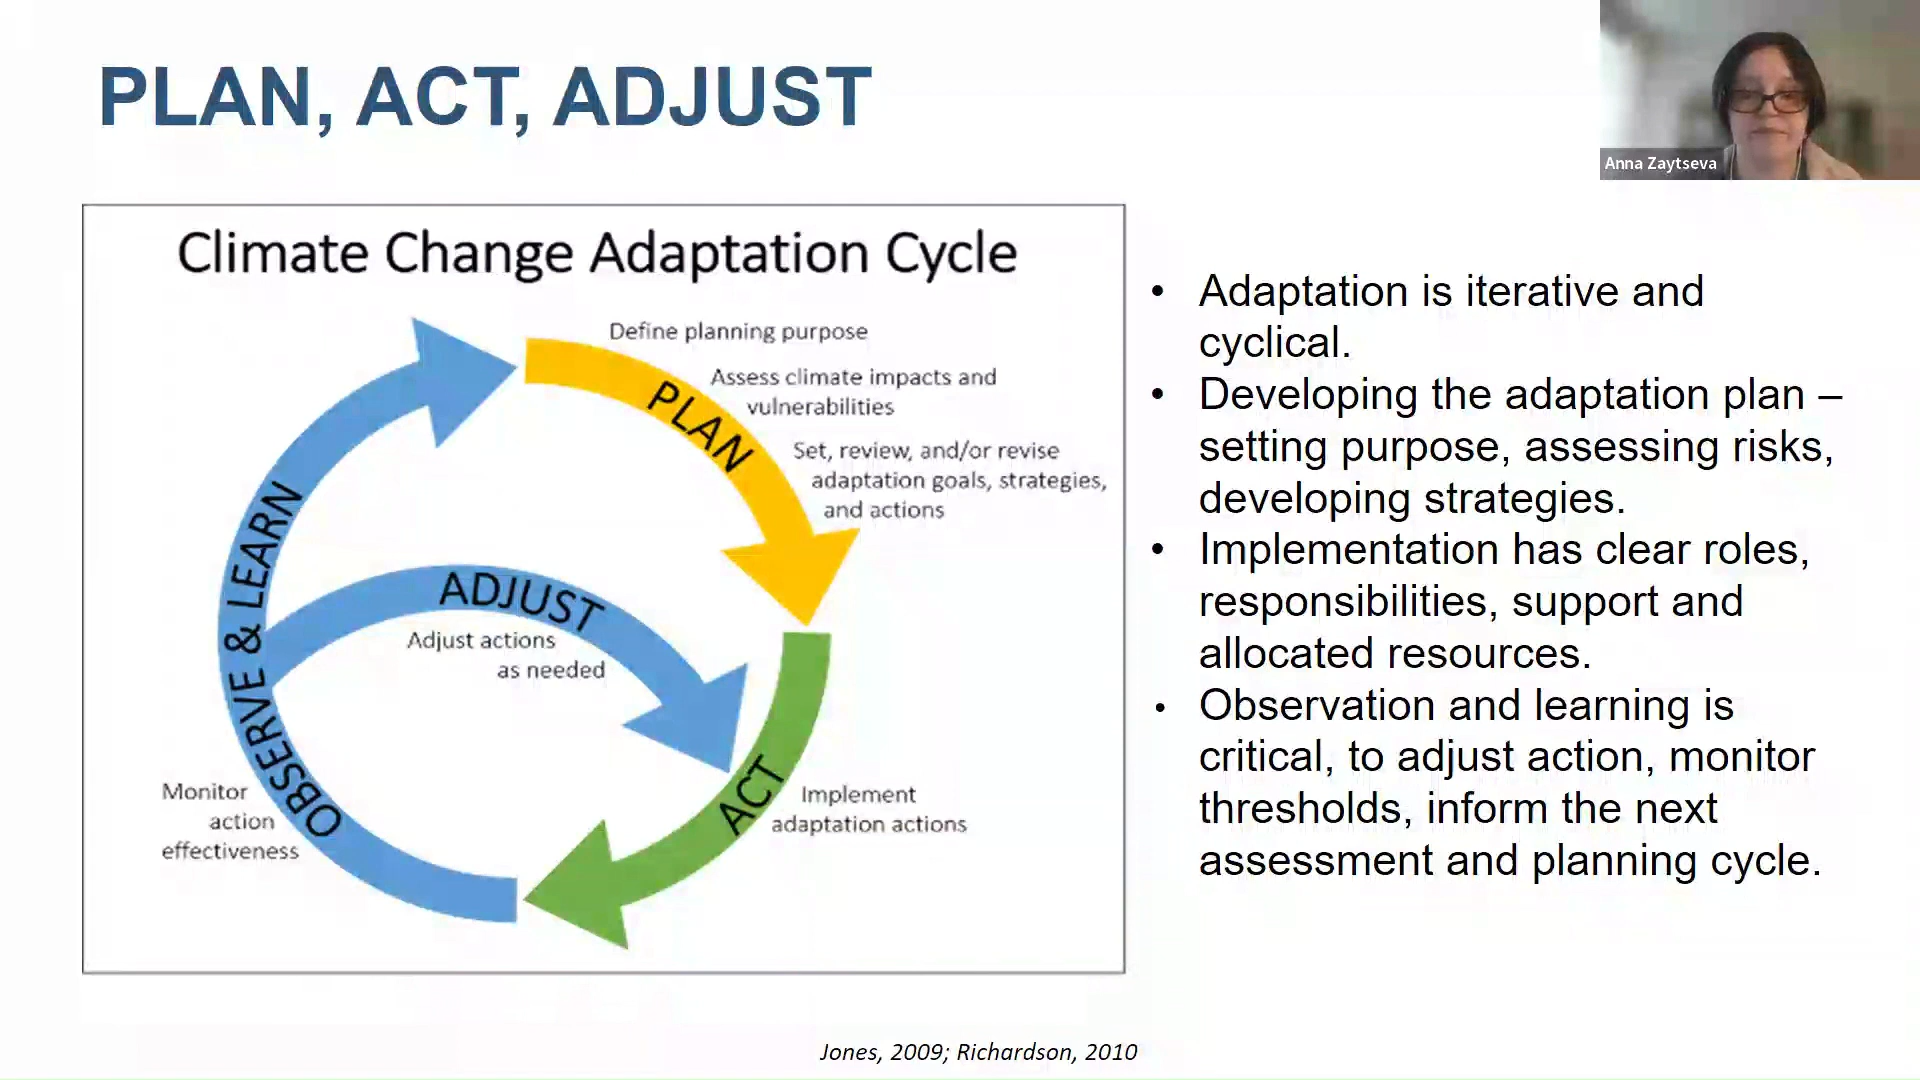 PLAN, ACT, ADJUST
Anna Zaytseva
Climate Change Adaptation Cycle
Define planning purpose
Assess climate impacts and
vulnerabilities
Set, review, and/or revise
adaptation goals, strategies,
and actions
PLAN
OBSERVE & LEARN
ADJUST
Adjust actions
as needed
ACT
Implement
adaptation actions
Monitor
action
effectiveness
• Adaptation is iterative and
cyclical.
• Developing the adaptation plan –
setting purpose, assessing risks,
developing strategies.
• Implementation has clear roles,
responsibilities, support and
allocated resources.
• Observation and learning is
critical, to adjust action, monitor
thresholds, inform the next
assessment and planning cycle.
Jones, 2009; Richardson, 2010